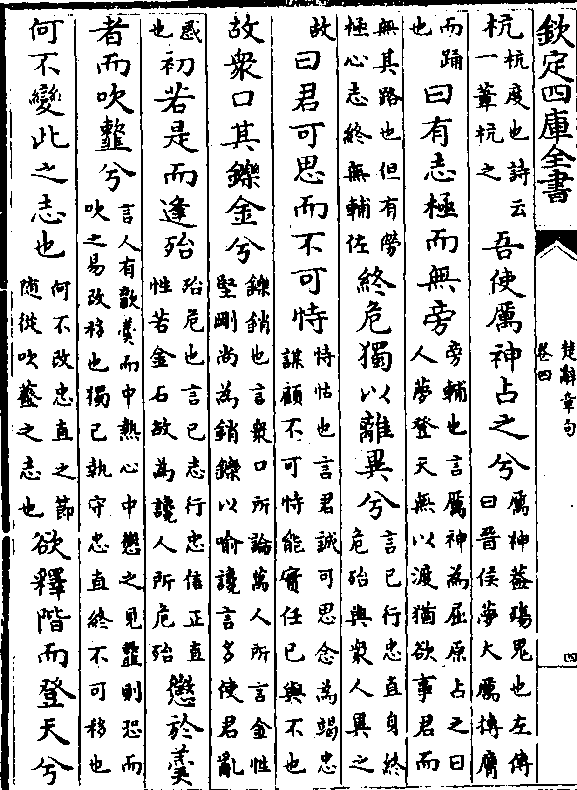 欽定四庫全書
楚辭章句
卷四
四
杭杭度也詩云一葦杭之吾使厲神占之兮厲神蓋殤鬼也左傳曰晉侯夢大厲搏膺
而踊也曰有志極而無旁旁輔也言厲神為屈原占之曰人夢登天無以渡猶欲事君而
無其路也但有勞極心志終無輔佐終危獨以離異兮言己行忠直身終危殆與衆人異之
故曰君可思而不可恃恃怙也言君誠可思念為竭忠謀顧不可恃能實任己與不也
故衆口其鑠金兮鑠銷也言衆口所論萬人所言金性堅剛尚為銷鑠以喻讒言多使君亂
惑也初若是而逢殆殆危也言己志行忠信正直性若金石故為讒人所危殆懲於羹
者而吹韲兮言人有歠羹而中熱心中懲之見韲則恐而吹之易改移也獨己執守忠直終不可移也
何不變此之志也何不改忠直之節隨從吹韲之志也欲釋階而登天兮